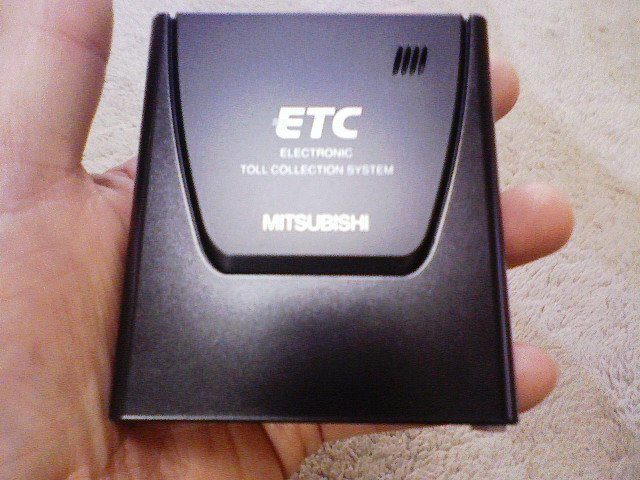 ETC
ELECTRONIC
TOLL COLLECTION SYSTEM
MITSUBISHI